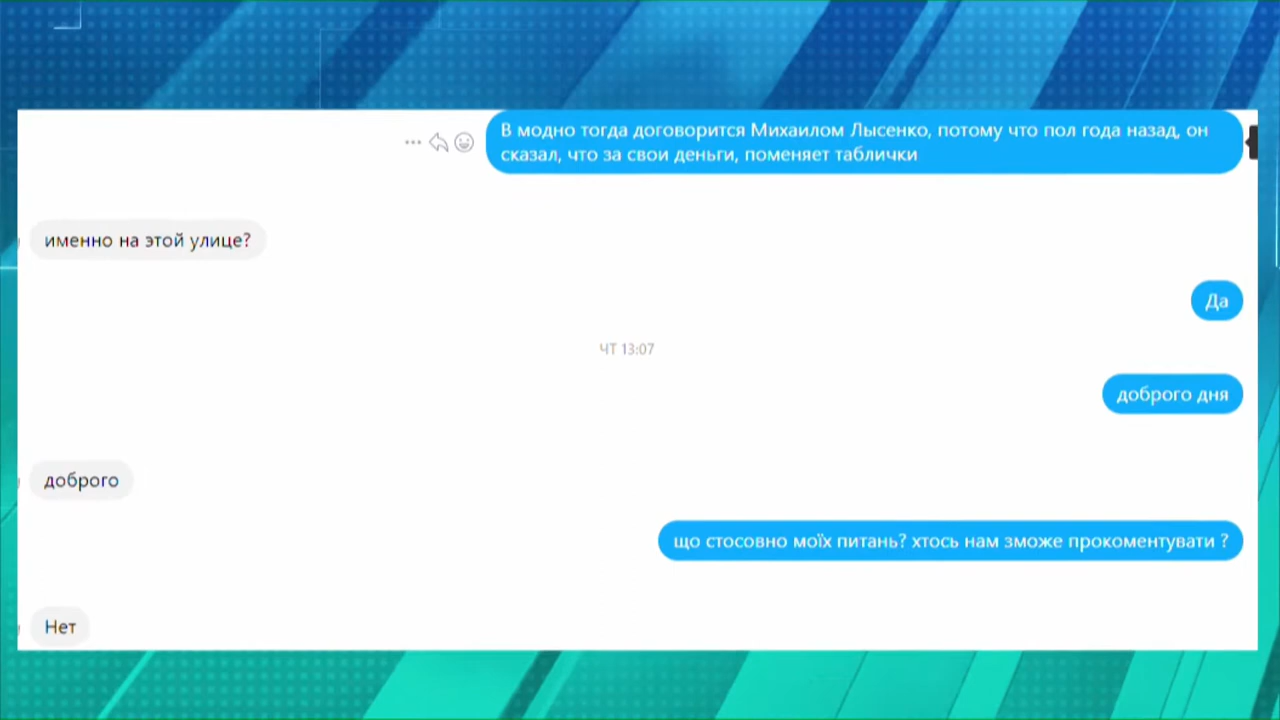 В модно тогда договорится Михаилом Лысенко, потому что пол года назад, он
сказал, что за свои деньги, поменяет таблички
именно на этой улице?
Да
ЧТ 13:07
доброго дня
доброго
що стосовно моїх питань? хтось нам зможе прокоментувати ?
Нет